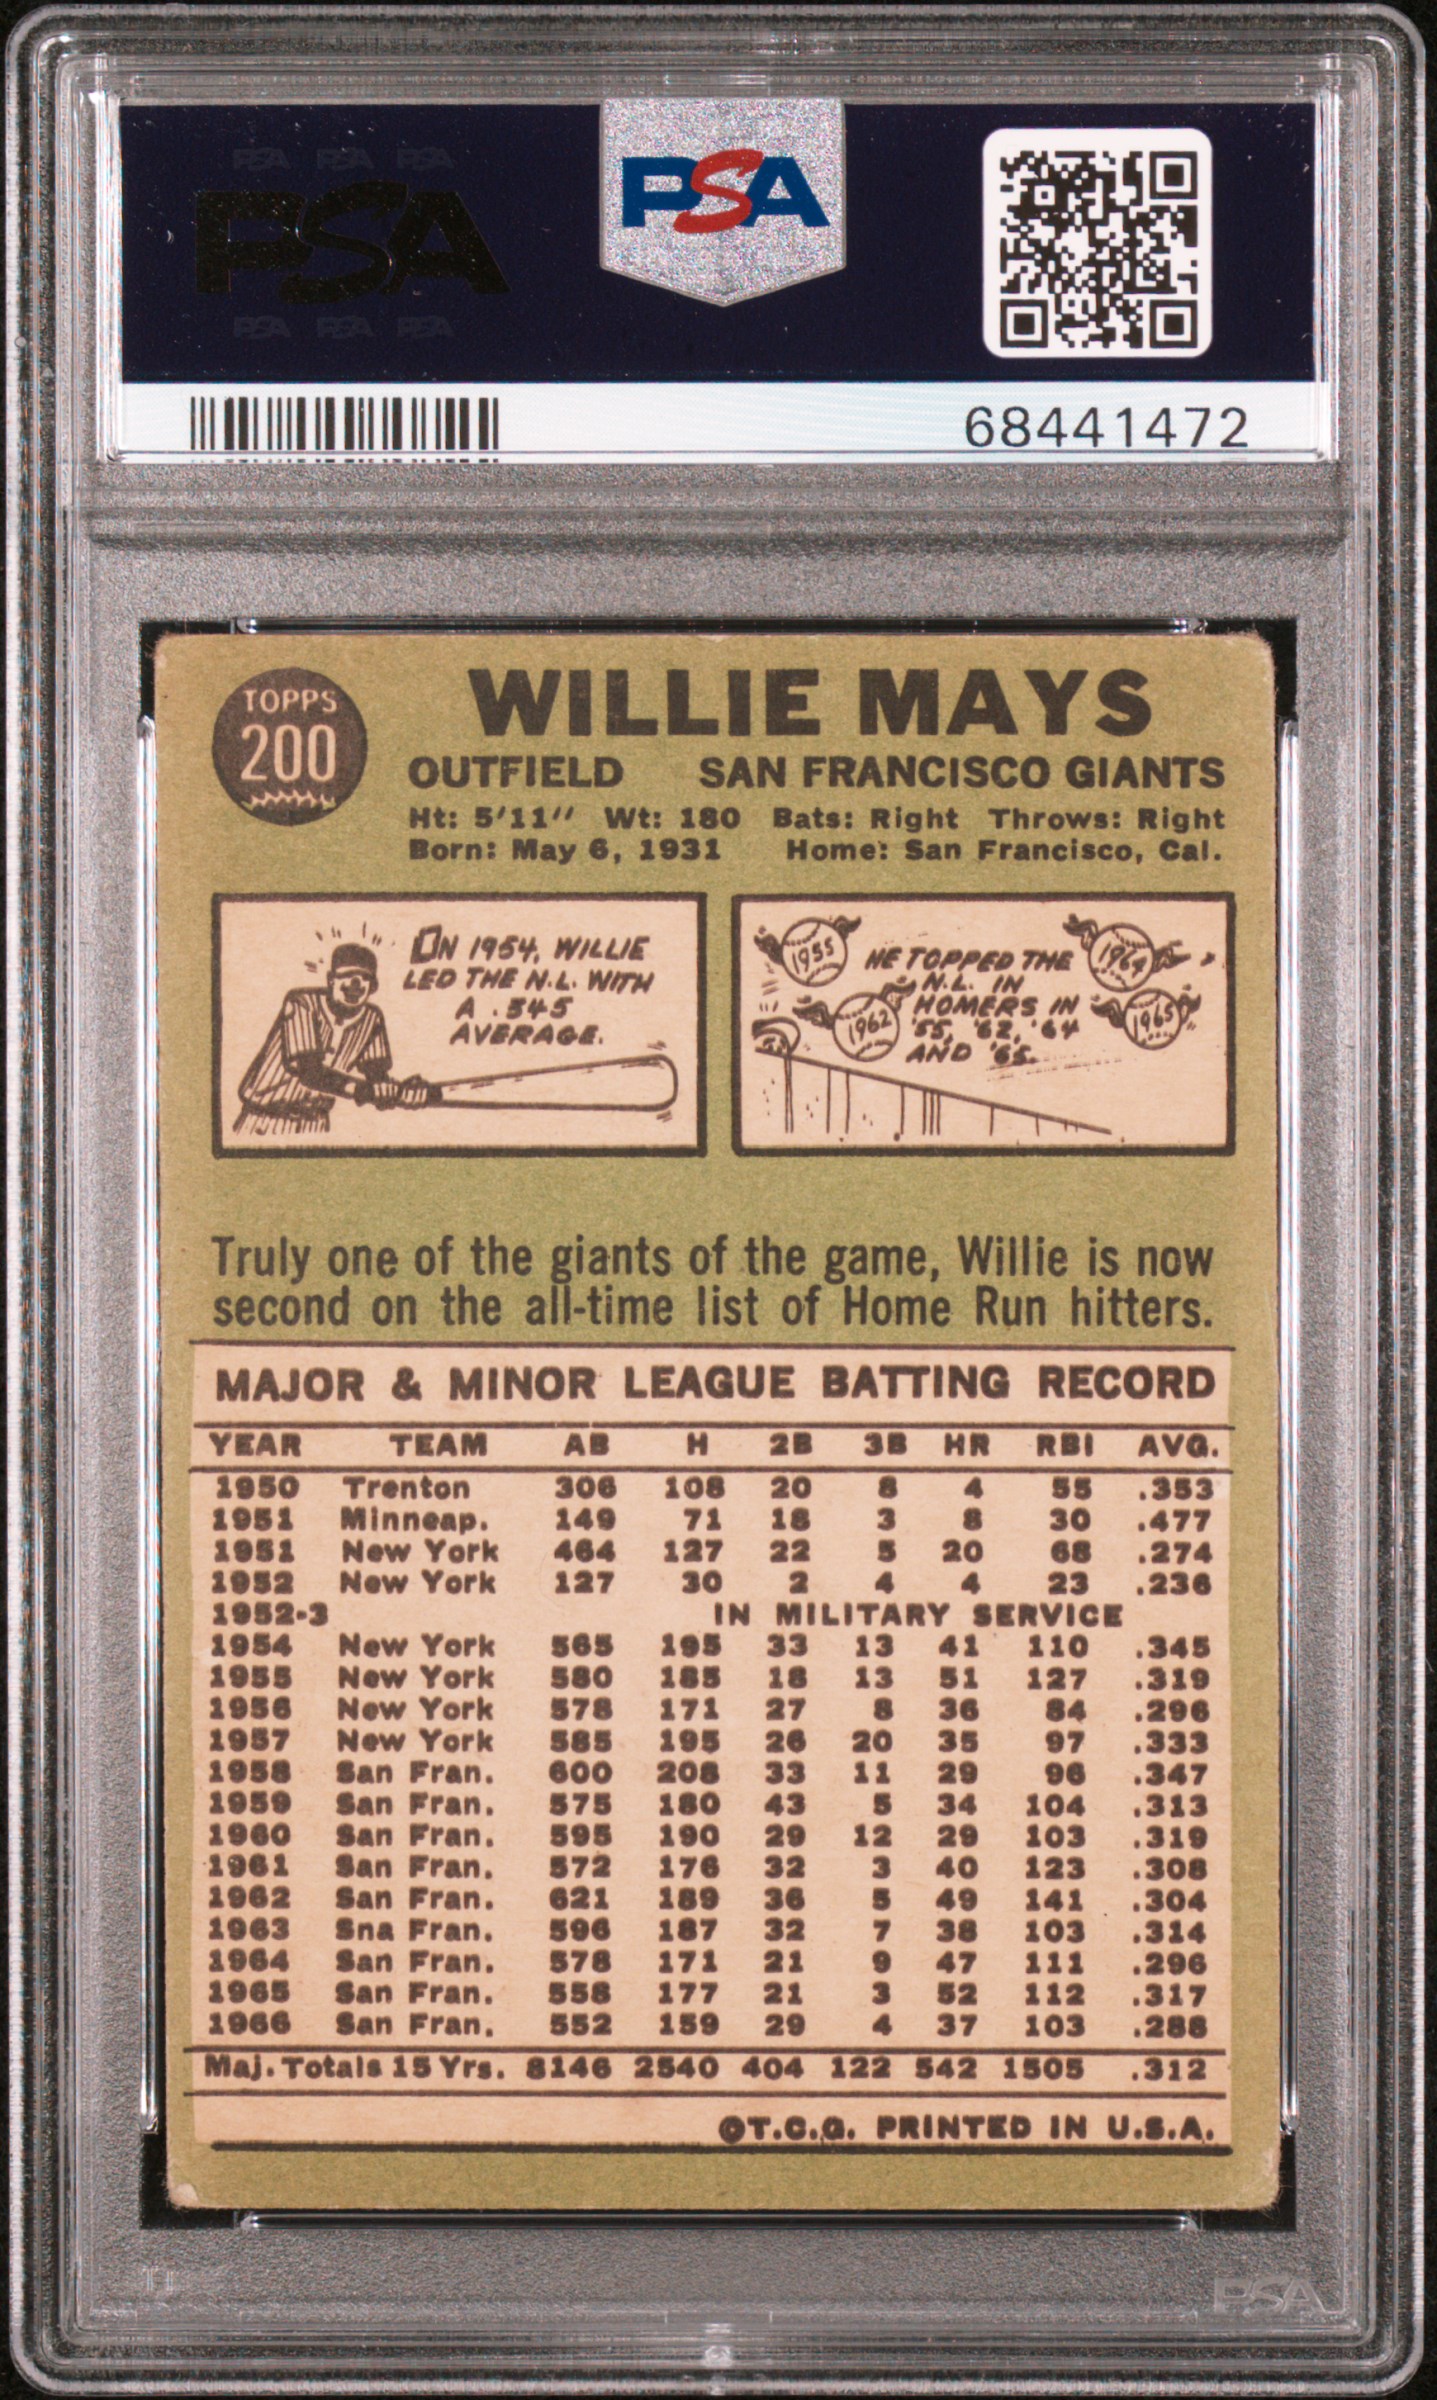 PSA PSA PSA
PSA
PSA PSA PSA
PSA
68441472
TOPPS
200
WILLIE MAYS
OUTFIELD SAN FRANCISCO GIANTS
Ht: 5'11" Wt: 180 Bats: Right Throws: Right
Born: May 6, 1931 Home: San Francisco, Cal.
ON 1954, WILLIE
LED THE N.L. WITH
A .345
AVERAGE.
1955
1964
1962
1965
HE TOPPED THE
N.L. IN
HOMERS IN
'55, '62, '64
AND '65.
Truly one of the giants of the game, Willie is now
second on the all-time list of Home Run hitters.
MAJOR & MINOR LEAGUE BATTING RECORD
YEAR TEAM AB H 2B 3B HR RBI AVG.
1950 Trenton 306 108 20 8 4 55 .353
1951 Minneap. 149 71 18 3 8 30 .477
1951 New York 464 127 22 5 20 68 .274
1952 New York 127 30 2 4 4 23 .236
1952-3 IN MILITARY SERVICE
1954 New York 565 195 33 13 41 110 .345
1955 New York 580 185 18 13 51 127 .319
1956 New York 578 171 27 8 36 84 .296
1957 New York 585 195 26 20 35 97 .333
1958 San Fran. 600 208 33 11 29 96 .347
1959 San Fran. 575 180 43 5 34 104 .313
1960 San Fran. 595 190 29 12 29 103 .319
1961 San Fran. 572 176 32 3 40 123 .308
1962 San Fran. 621 189 36 5 49 141 .304
1963 Sna Fran. 596 187 32 7 38 103 .314
1964 San Fran. 578 171 21 9 47 111 .296
1965 San Fran. 558 177 21 3 52 112 .317
1966 San Fran. 552 159 29 4 37 103 .288
Maj. Totals 15 Yrs. 8146 2540 404 122 542 1505 .312
©T.C.G. PRINTED IN U.S.A.
PSA